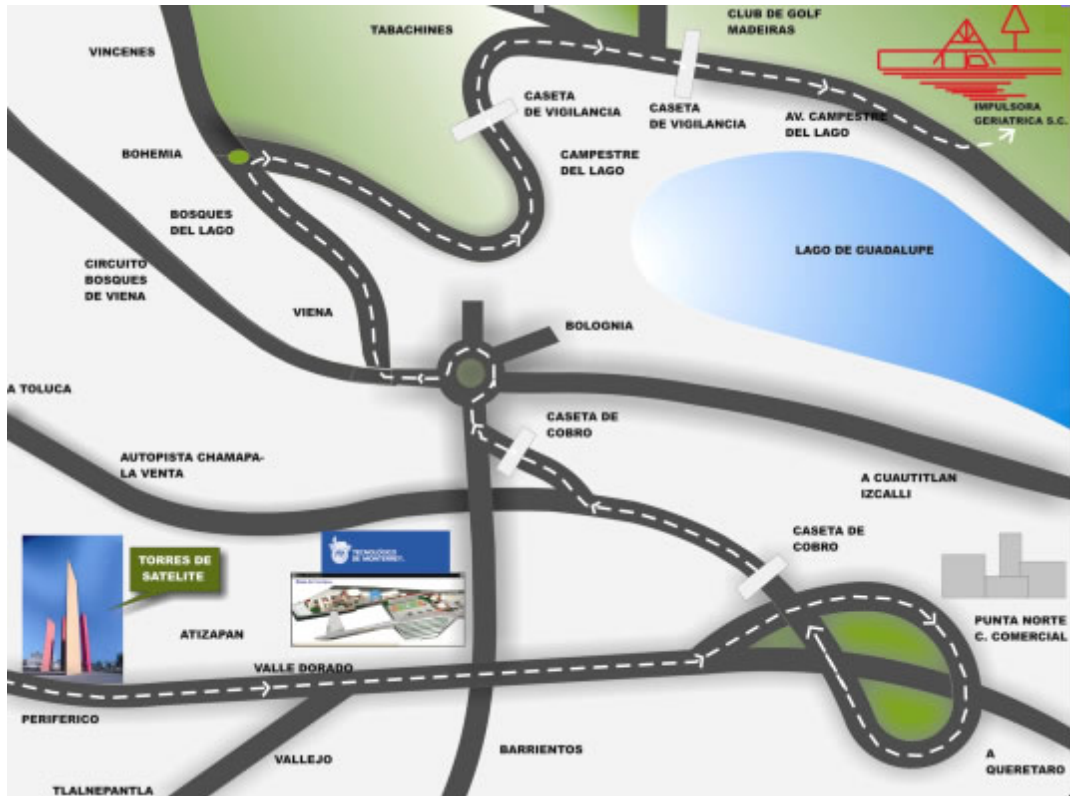 CLUB DE GOLF
MADEIRAS
TABACHINES
VINCENES
CASETA
DE VIGILANCIA
CASETA
DE VIGILANCIA
IMPULSORA
GERIATRICA S.C.
AV. CAMPESTRE
DEL LAGO
BOHEMIA
CAMPESTRE
DEL LAGO
BOSQUES
DEL LAGO
LAGO DE GUADALUPE
CIRCUITO
BOSQUES
DE VIENA
VIENA
BOLOGNIA
A TOLUCA
CASETA DE
COBRO
AUTOPISTA CHAMAPA-
LA VENTA
A CUAUTITLAN
IZCALLI
CASETA DE
COBRO
TORRES DE
SATELITE
TECNOLÓGICO
DE MONTERREY
PUNTA NORTE
C. COMERCIAL
ATIZAPAN
VALLE DORADO
PERIFERICO
BARRIENTOS
VALLEJO
A
QUERETARO
TLALNEPANTLA